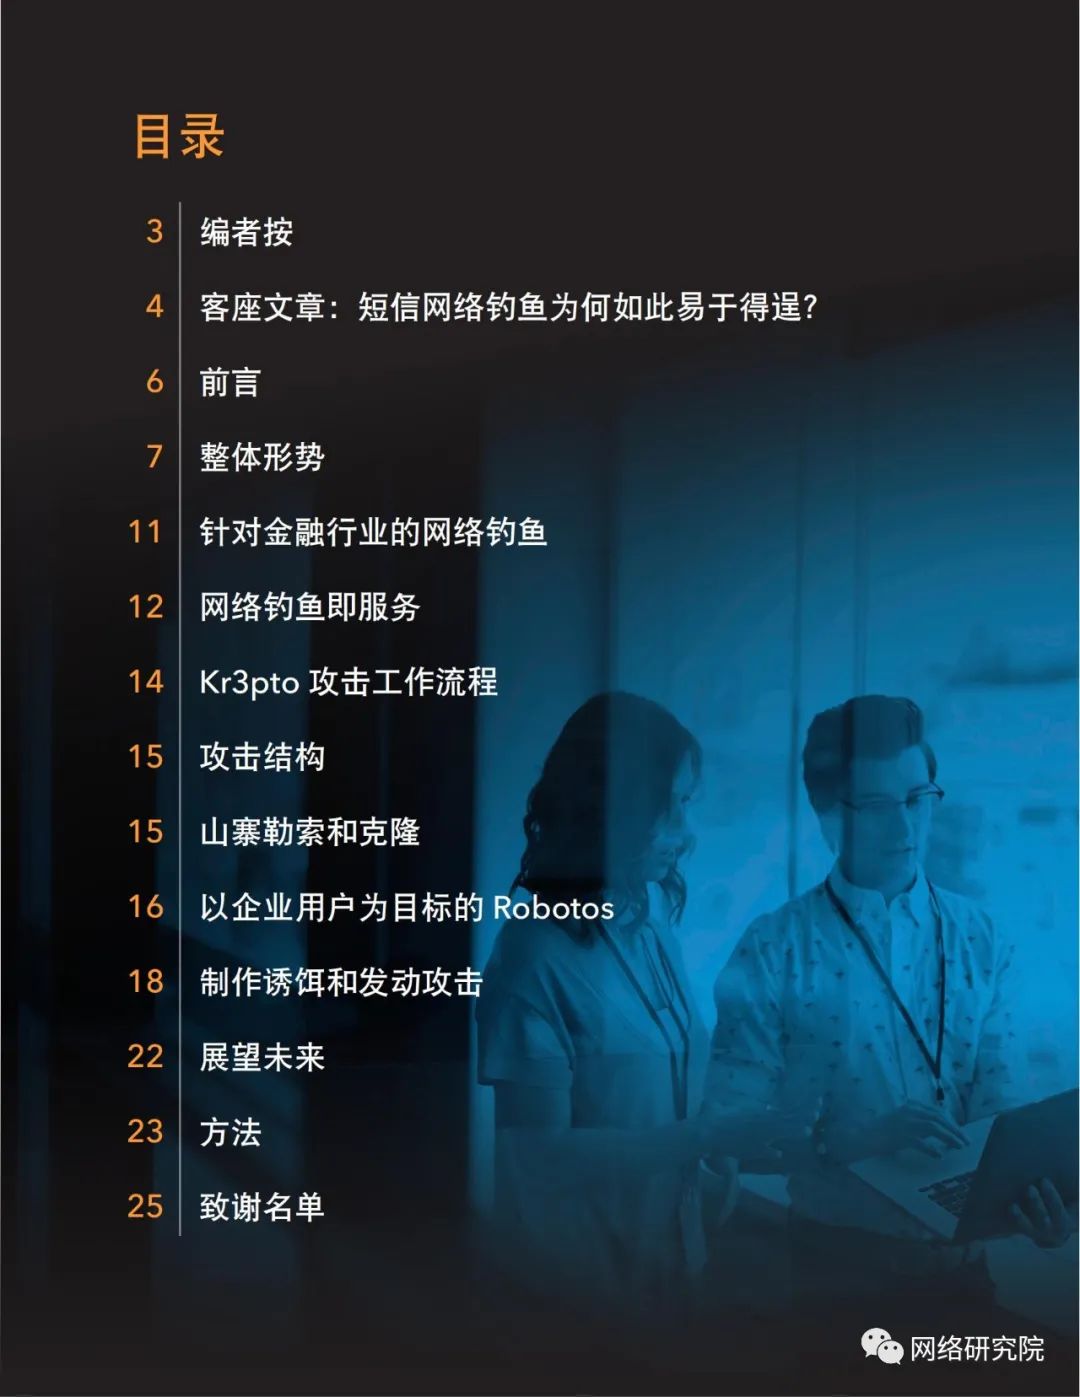 目录
3 编者按
4 客座文章：短信网络钓鱼为何如此易于得逞？
6 前言
7 整体形势
11 针对金融行业的网络钓鱼
12 网络钓鱼即服务
14 Kr3pto 攻击工作流程
15 攻击结构
15 山寨勒索和克隆
16 以企业用户为目标的 Robotos
18 制作诱饵和发动攻击
22 展望未来
23 方法
25 致谢名单
网络研究院